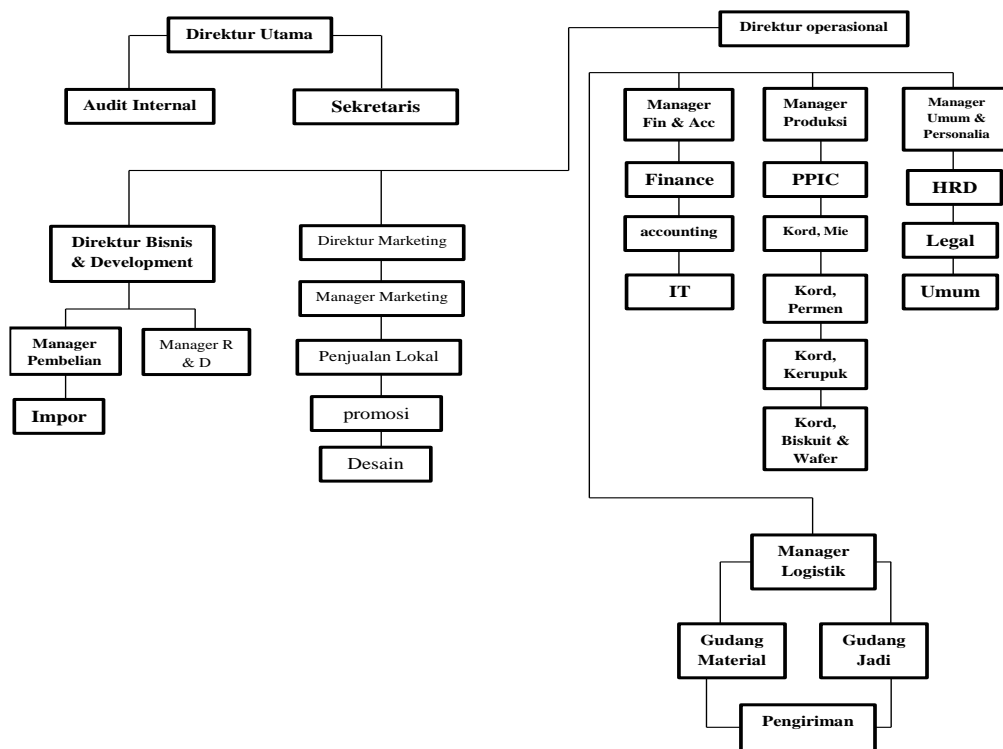 Direktur Utama
Direktur operasional
Audit Internal
Sekretaris
Manager
Fin & Acc
Finance
accounting
IT
Manager
Produksi
PPIC
Kord, Mie
Kord,
Permen
Kord,
Kerupuk
Kord,
Biskuit &
Wafer
Manager
Umum &
Personalia
HRD
Legal
Umum
Direktur Bisnis
& Development
Manager
Pembelian
Impor
Manager R
& D
Direktur Marketing
Manager Marketing
Penjualan Lokal
promosi
Desain
Manager
Logistik
Gudang
Material
Gudang
Jadi
Pengiriman